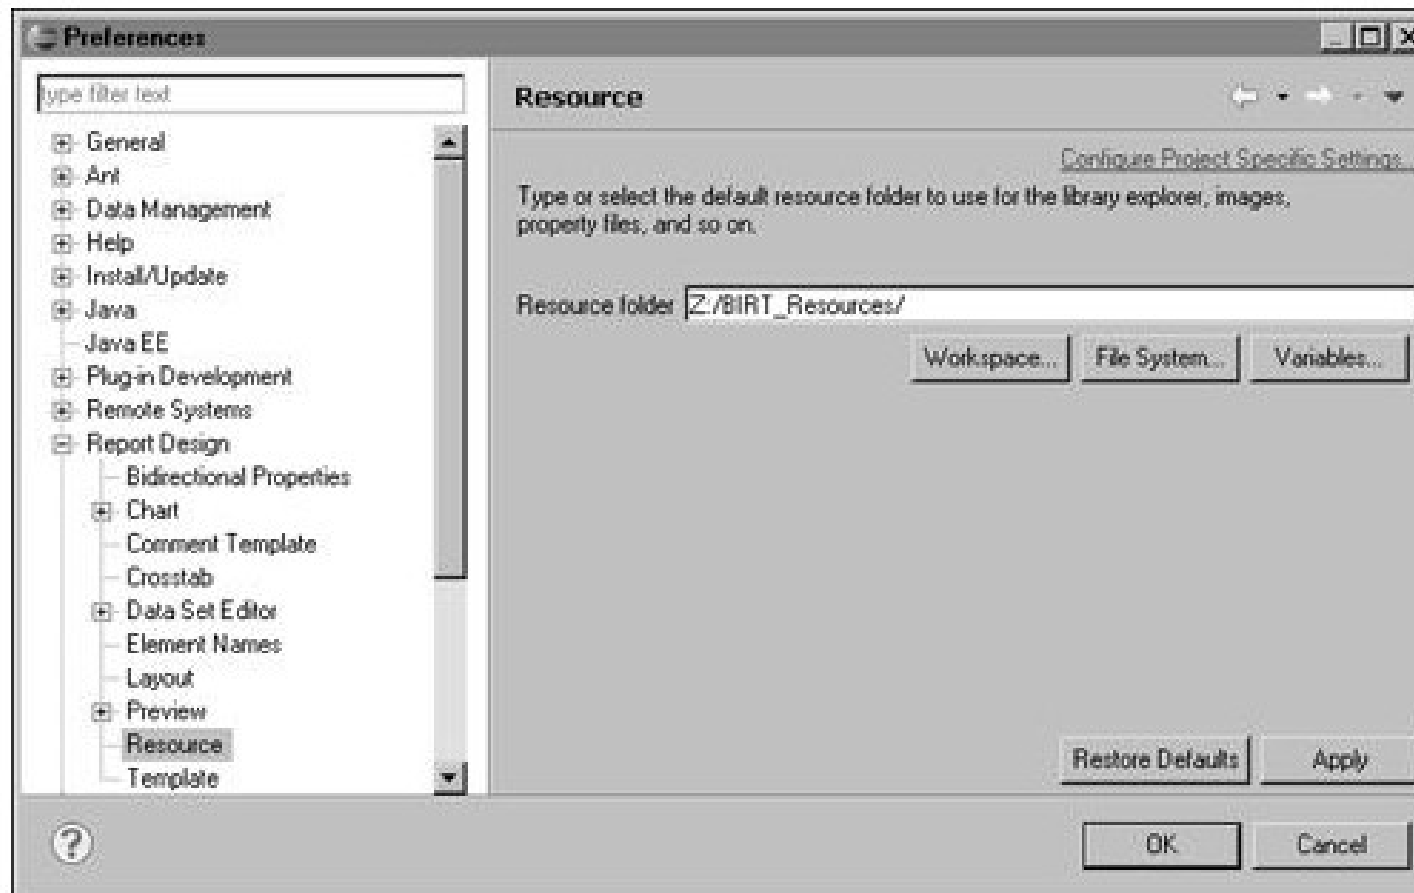 Preferences
type filter text
General
Ant
Data Management
Help
Install/Update
Java
Java EE
Plug-in Development
Remote Systems
Report Design
Bidirectional Properties
Chart
Comment Template
Crosstab
Data Set Editor
Element Names
Layout
Preview
Resource
Template
Resource
Configure Project Specific Settings...
Type or select the default resource folder to use for the library explorer, images,
property files, and so on.
Resource folder Z:/BIRT_Resources/
Workspace... File System... Variables...
Restore Defaults Apply
OK Cancel